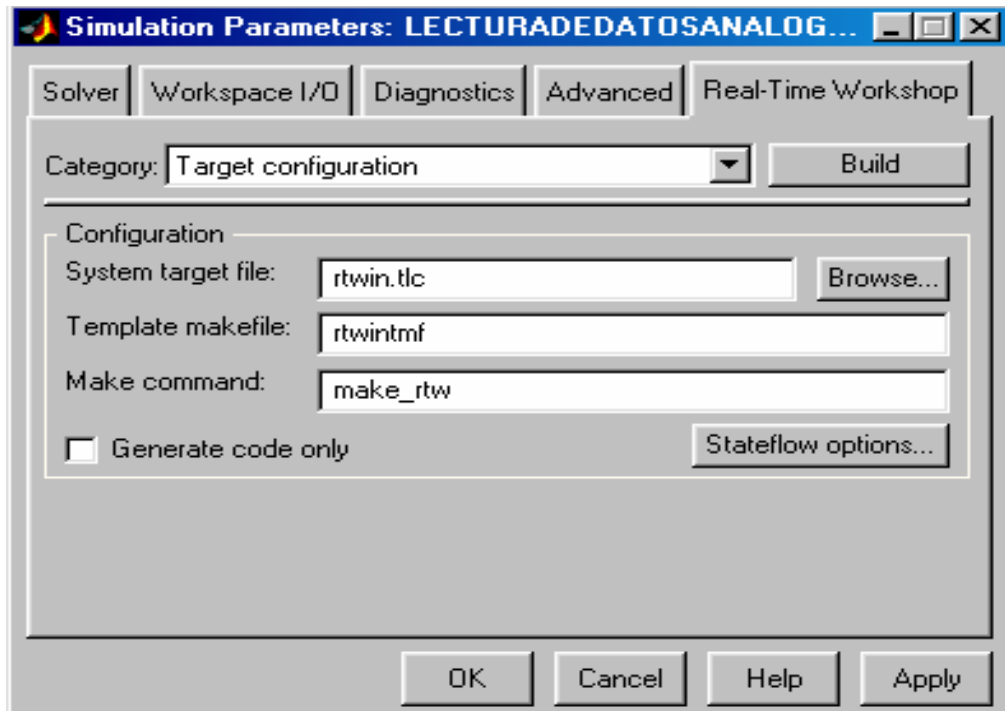 Simulation Parameters: LECTURADEDATOSANALOG...
Solver Workspace I/O Diagnostics Advanced Real-Time Workshop
Category: Target configuration Build
Configuration
System target file: rtwin.tlc Browse...
Template makefile: rtwintmf
Make command: make_rtw
Generate code only Stateflow options...
OK Cancel Help Apply